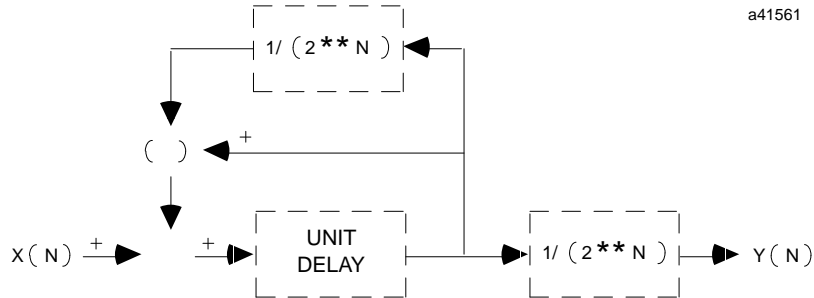 a41561
1/ ( 2 ** N )
+
( )
X ( N ) + + UNIT DELAY 1/ ( 2 ** N ) Y ( N )